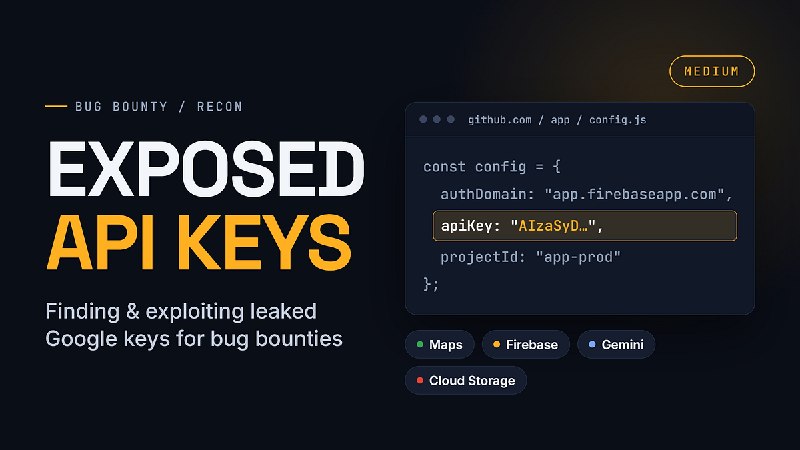 MEDIUM
BUG BOUNTY / RECON
EXPOSED
API KEYS
Finding & exploiting leaked
Google keys for bug bounties
github.com / app / config.js
const config = {
authDomain: "app.firebaseapp.com",
apiKey: "AIzaSyD…",
projectId: "app-prod"
};
Maps
Firebase
Gemini
Cloud Storage